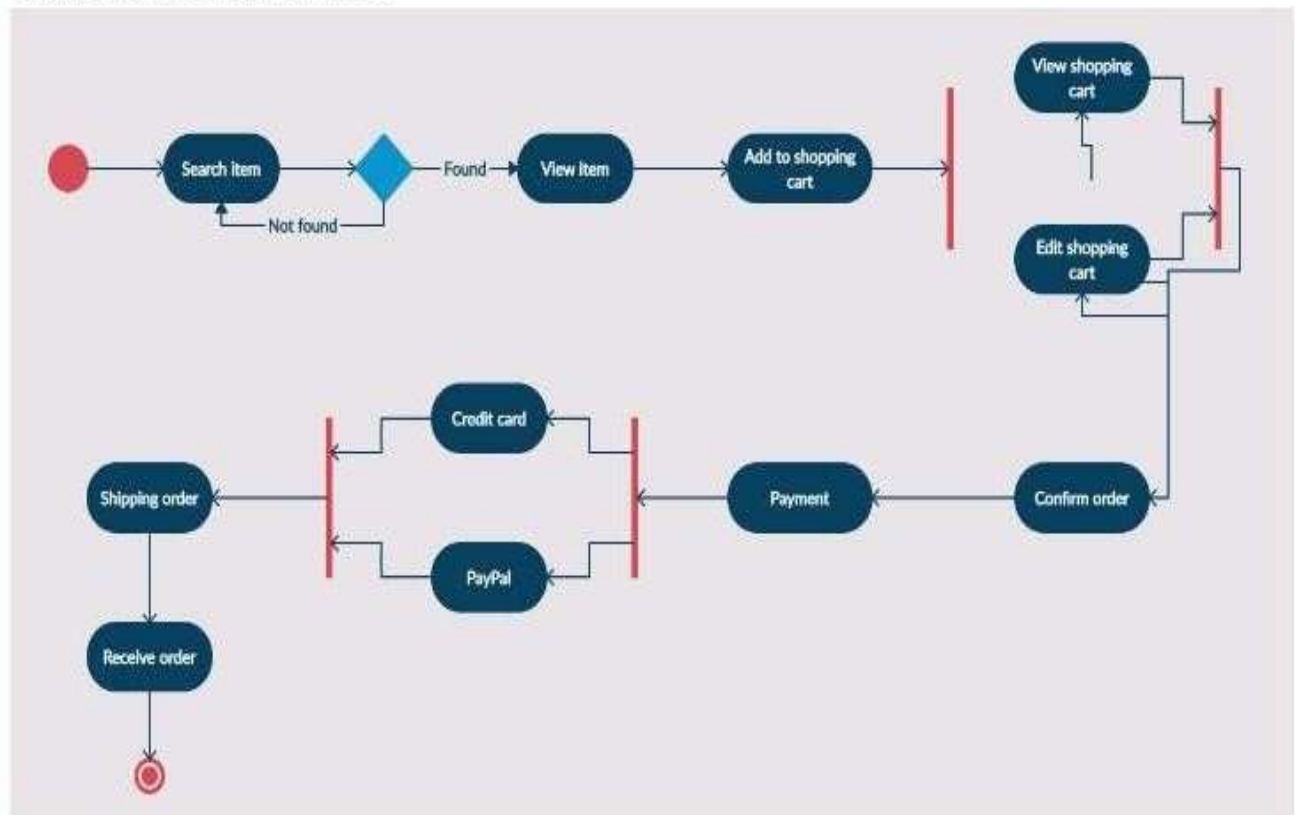 Search item
Found
View item
Add to shopping
cart
View shopping
cart
Not found
Edit shopping
cart
Credit card
Shipping order
Payment
Confirm order
PayPal
Receive order